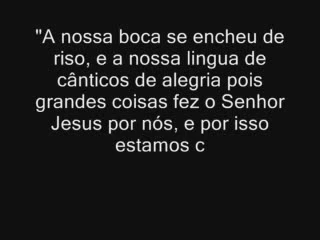 "A nossa boca se encheu de
riso, e a nossa lingua de
cânticos de alegria pois
grandes coisas fez o Senhor
Jesus por nós, e por isso
estamos c